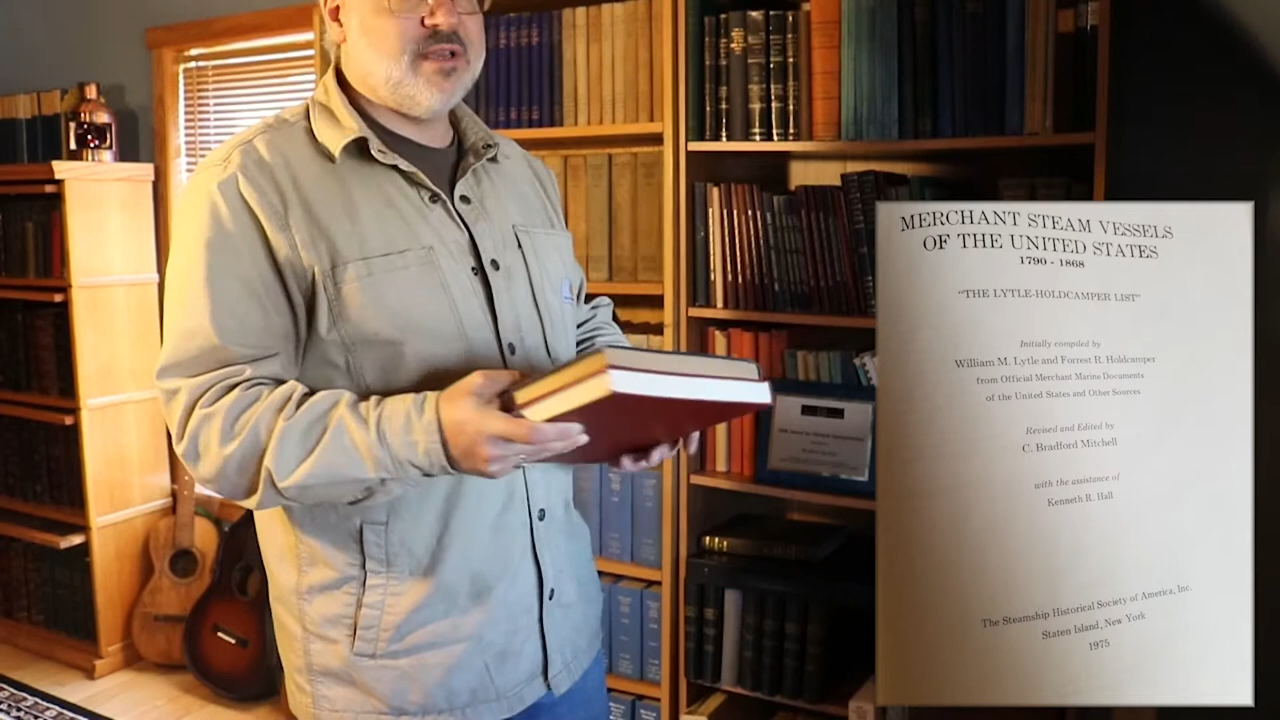 MERCHANT STEAM VESSELS
OF THE UNITED STATES
1790 - 1868
"THE LYTLE-HOLDCAMPER LIST"
Initially compiled by
William M. Lytle and Forrest R. Holdcamper
from Official Merchant Marine Documents
of the United States and Other Sources
Revised and Edited by
C. Bradford Mitchell
with the assistance of
Kenneth R. Hall
The Steamship Historical Society of America, Inc.
Staten Island, New York
1975